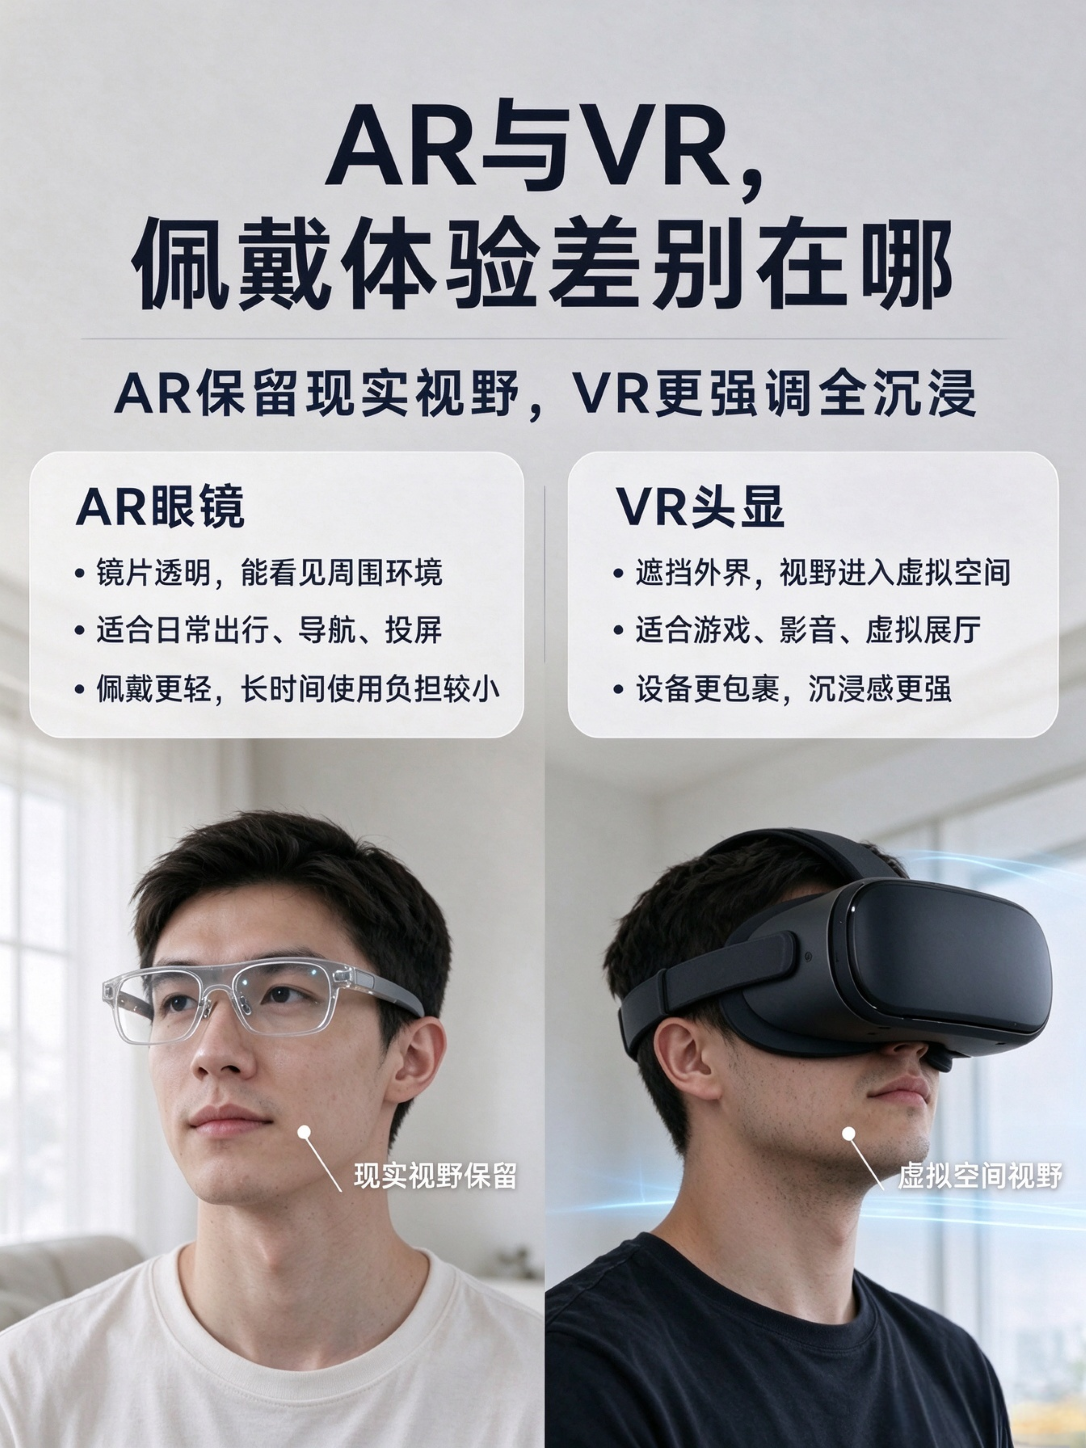 AR与VR，
佩戴体验差别在哪
AR保留现实视野，VR更强调全沉浸
AR眼镜
• 镜片透明，能看见周围环境
• 适合日常出行、导航、投屏
• 佩戴更轻，长时间使用负担较小
VR头显
• 遮挡外界，视野进入虚拟空间
• 适合游戏、影音、虚拟展厅
• 设备更包裹，沉浸感更强
现实视野保留
虚拟空间视野